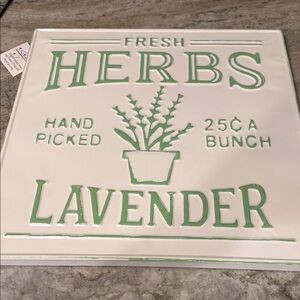 FRESH
HERBS
HAND
PICKED
25¢ A
BUNCH
LAVENDER